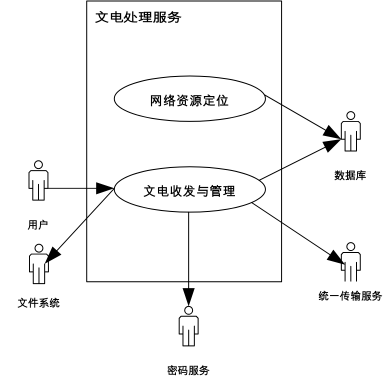 文电处理服务
网络资源定位
数据库
文电收发与管理
用户
文件系统
统一传输服务
密码服务